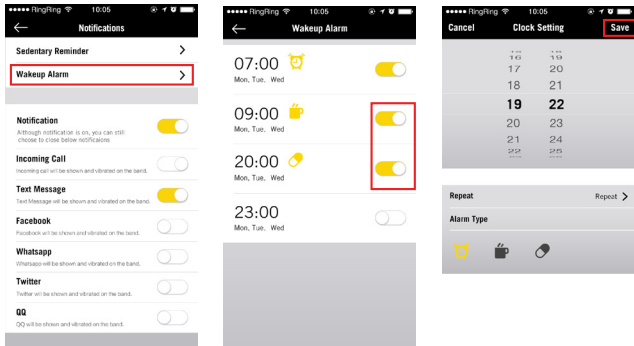 RingRing 10:05
Notifications
Sedentary Reminder
Wakeup Alarm
Notification
Although notification is on, you can still
choose to close below notificaions
Incoming Call
Incoming call will be shown and vibrated on the band.
Text Message
Text Message will be shown and vibrated on the band.
Facebook
Facebook will be shown and vibrated on the band.
Whatsapp
Whatsapp will be shown and vibrated on the band.
Twitter
Twitter will be shown and vibrated on the band.
QQ
QQ will be shown and vibrated on the band.
RingRing 10:05
Wakeup Alarm
07:00
Mon, Tue, Wed
09:00
Mon, Tue, Wed
20:00
Mon, Tue, Wed
23:00
Mon, Tue, Wed
RingRing 10:05
Cancel Clock Setting Save
16 19
17 20
18 21
19 22
20 23
21 24
22 25
Repeat Repeat
Alarm Type